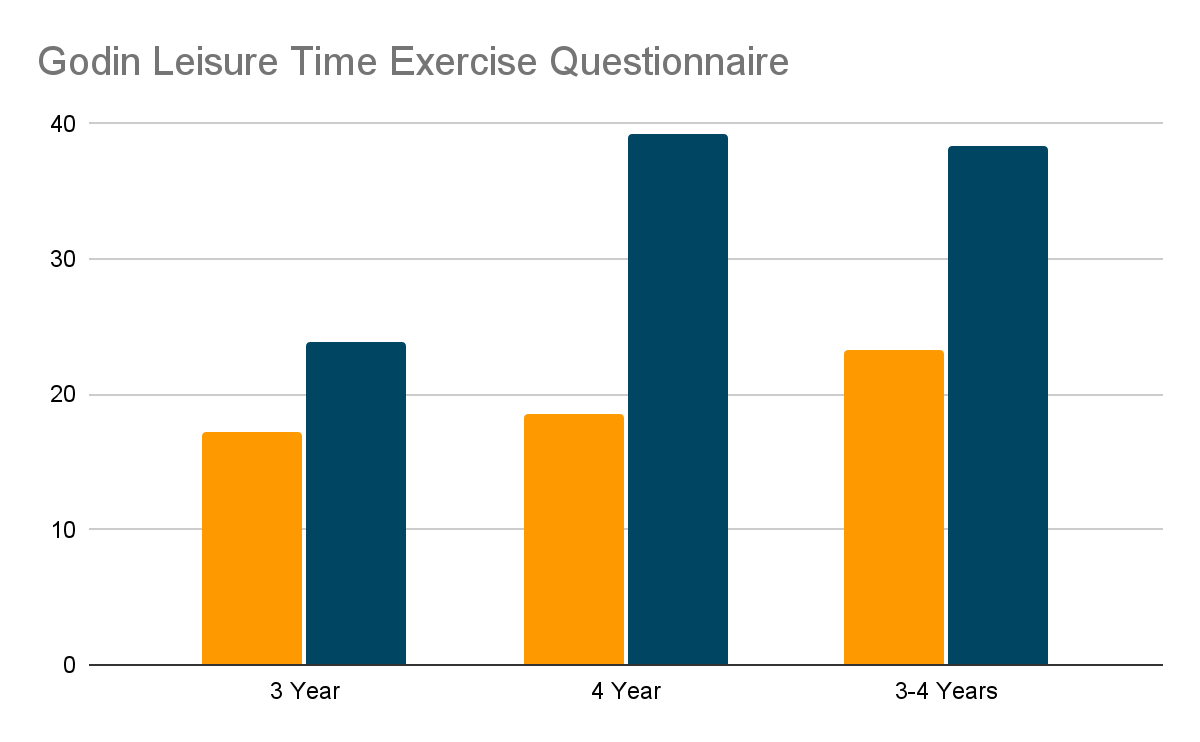 Godin Leisure Time Exercise Questionnaire
40
30
20
10
0
3 Year
4 Year
3-4 Years